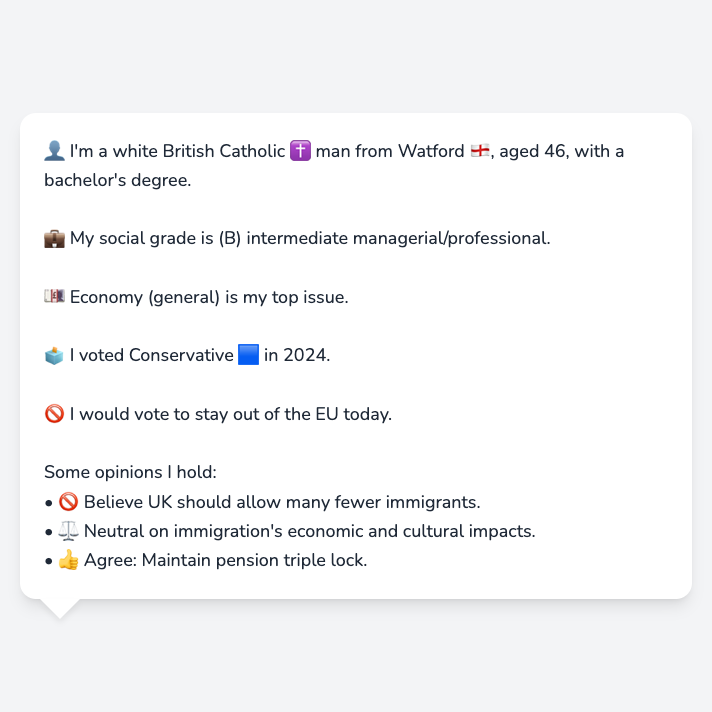 👤 I'm a white British Catholic ✝️ man from Watford 🏴󠁧󠁢󠁥󠁮󠁧󠁿, aged 46, with a
bachelor's degree.
💼 My social grade is (B) intermediate managerial/professional.
💷 Economy (general) is my top issue.
🗳️ I voted Conservative 🟦 in 2024.
🚫 I would vote to stay out of the EU today.
Some opinions I hold:
• 🚫 Believe UK should allow many fewer immigrants.
• ⚖️ Neutral on immigration's economic and cultural impacts.
• 👍 Agree: Maintain pension triple lock.